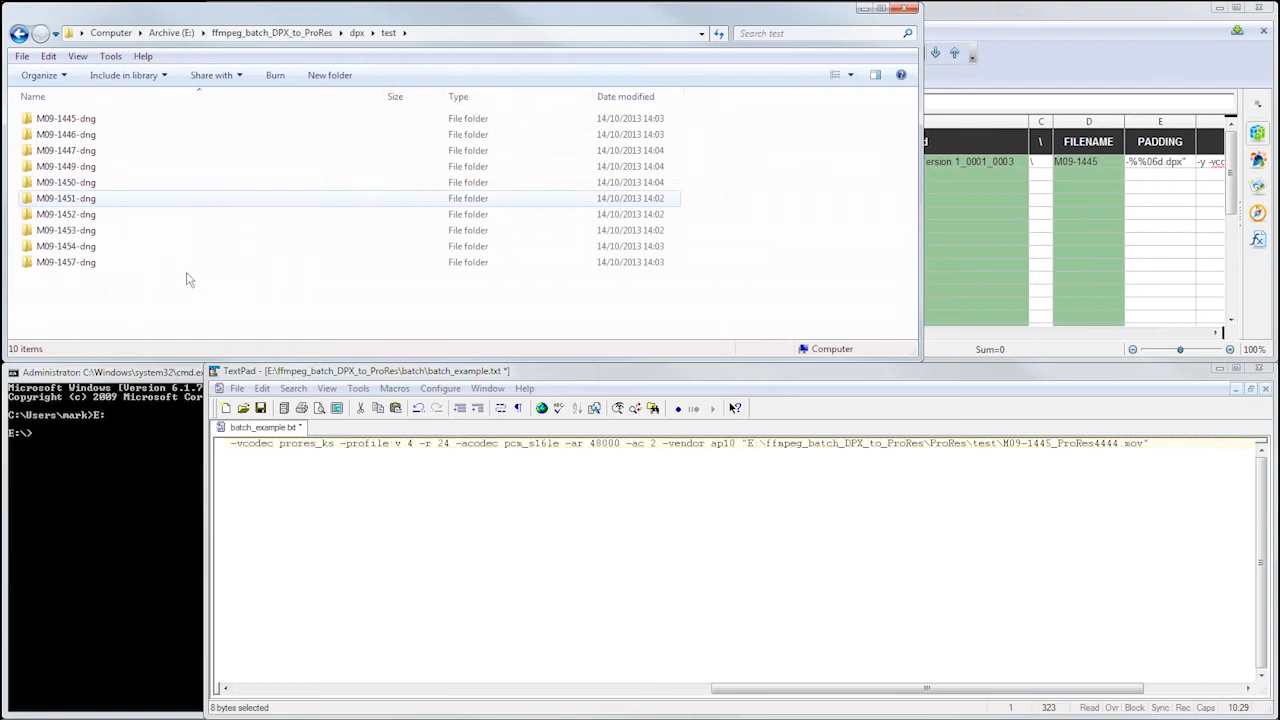 Computer
Archive (E:)
ffmpeg_batch_DPX_to_ProRes
dpx
test
Search test
File Edit View Tools Help
Organize Include in library Share with Burn New folder
Name Size Type Date modified
M09-1445-dng File folder 14/10/2013 14:03
M09-1446-dng File folder 14/10/2013 14:03
M09-1447-dng File folder 14/10/2013 14:04
M09-1449-dng File folder 14/10/2013 14:04
M09-1450-dng File folder 14/10/2013 14:04
M09-1451-dng File folder 14/10/2013 14:02
M09-1452-dng File folder 14/10/2013 14:02
M09-1453-dng File folder 14/10/2013 14:02
M09-1454-dng File folder 14/10/2013 14:03
M09-1457-dng File folder 14/10/2013 14:03
10 items
Computer
C D E
d \ FILENAME PADDING
ersion 1_0001_0003 \ M09-1445 -%%06d.dpx" -y -vco
Sum=0 100%
Administrator: C:\Windows\system32\cmd.ex
Microsoft Windows [Version 6.1.7
Copyright (c) 2009 Microsoft Cor
C:\Users\mark>E:
E:\>
TextPad - [E:\ffmpeg_batch_DPX_to_ProRes\batch\batch_example.txt *]
File Edit Search View Tools Macros Configure Window Help
batch_example.txt *
-vcodec prores_ks -profile:v 4 -r 24 -acodec pcm_s16le -ar 48000 -ac 2 -vendor ap10 "E:\ffmpeg_batch_DPX_to_ProRes\ProRes\test\M09-1445_ProRes4444 mov"
8 bytes selected 1 323 Read Ovr Block Sync Rec Caps 10:29